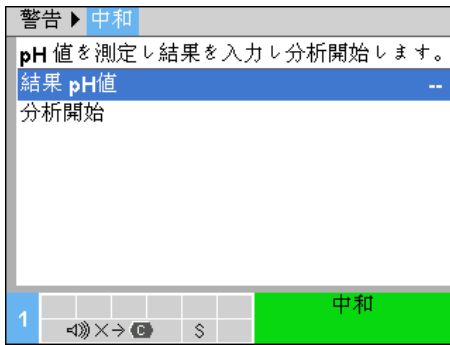 警告 ▶ 中和
pH 値を測定し結果を入力し分析開始します。
結果 pH値 --
分析開始
中和
1
× → C S